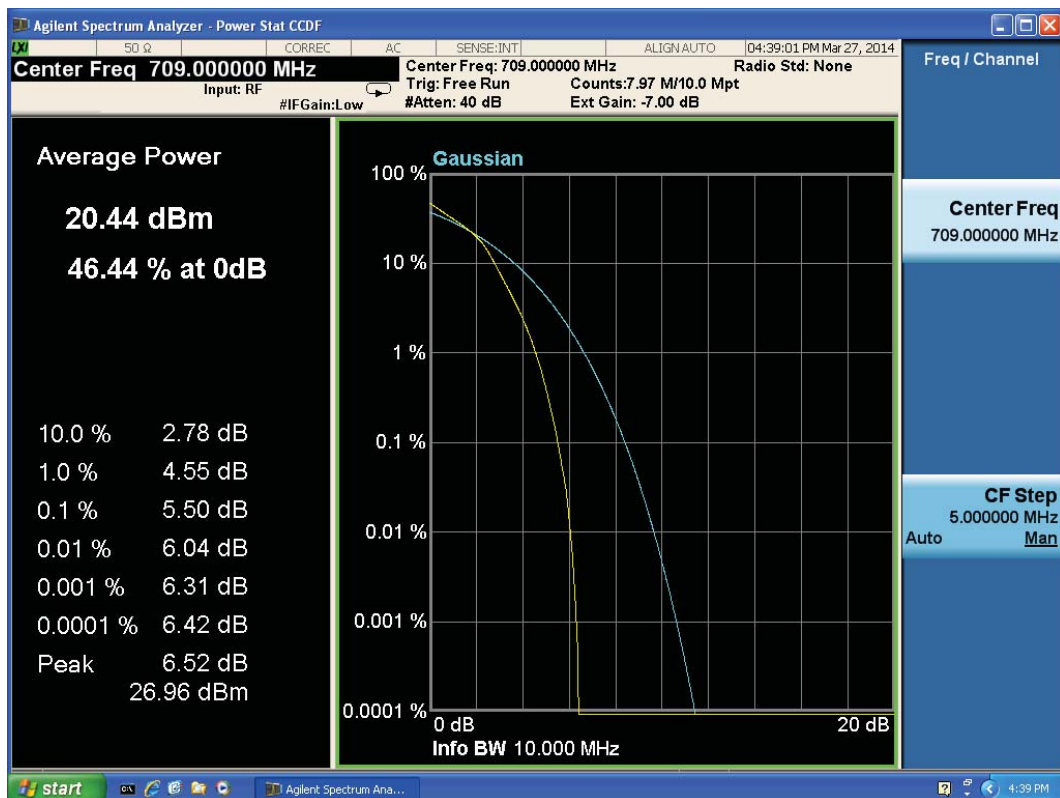 Agilent Spectrum Analyzer - Power Stat CCDF
LXI 50 Ω CORREC AC SENSE:INT ALIGN AUTO 04:39:01 PM Mar 27, 2014
Center Freq 709.000000 MHz
Input: RF
#IFGain:Low
Center Freq: 709.000000 MHz Radio Std: None
Trig: Free Run Counts:7.97 M/10.0 Mpt
#Atten: 40 dB Ext Gain: -7.00 dB
Average Power
20.44 dBm
46.44 % at 0dB
10.0 % 2.78 dB
1.0 % 4.55 dB
0.1 % 5.50 dB
0.01 % 6.04 dB
0.001 % 6.31 dB
0.0001 % 6.42 dB
Peak 6.52 dB
26.96 dBm
Gaussian
100 %
10 %
1 %
0.1 %
0.01 %
0.001 %
0.0001 %
0 dB 20 dB
Info BW 10.000 MHz
Freq / Channel
Center Freq
709.000000 MHz
CF Step
5.000000 MHz
Auto Man
start Agilent Spectrum Ana... 4:39 PM